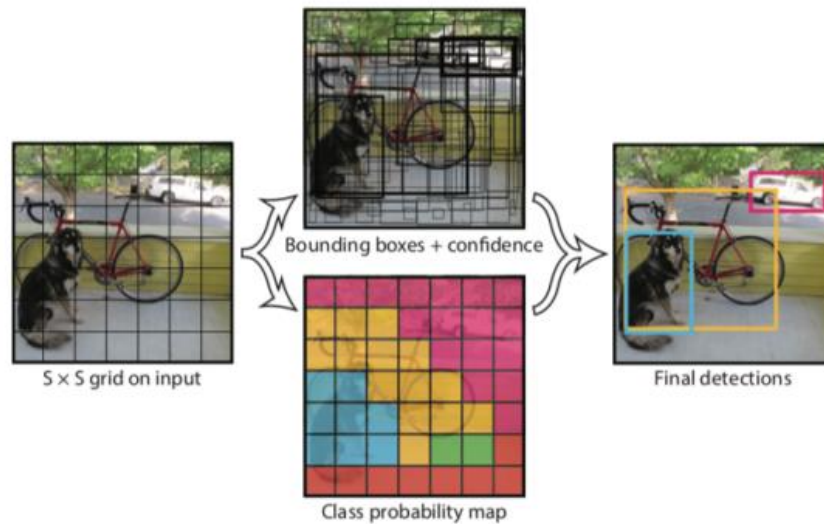 S × S grid on input
Bounding boxes + confidence
Class probability map
Final detections